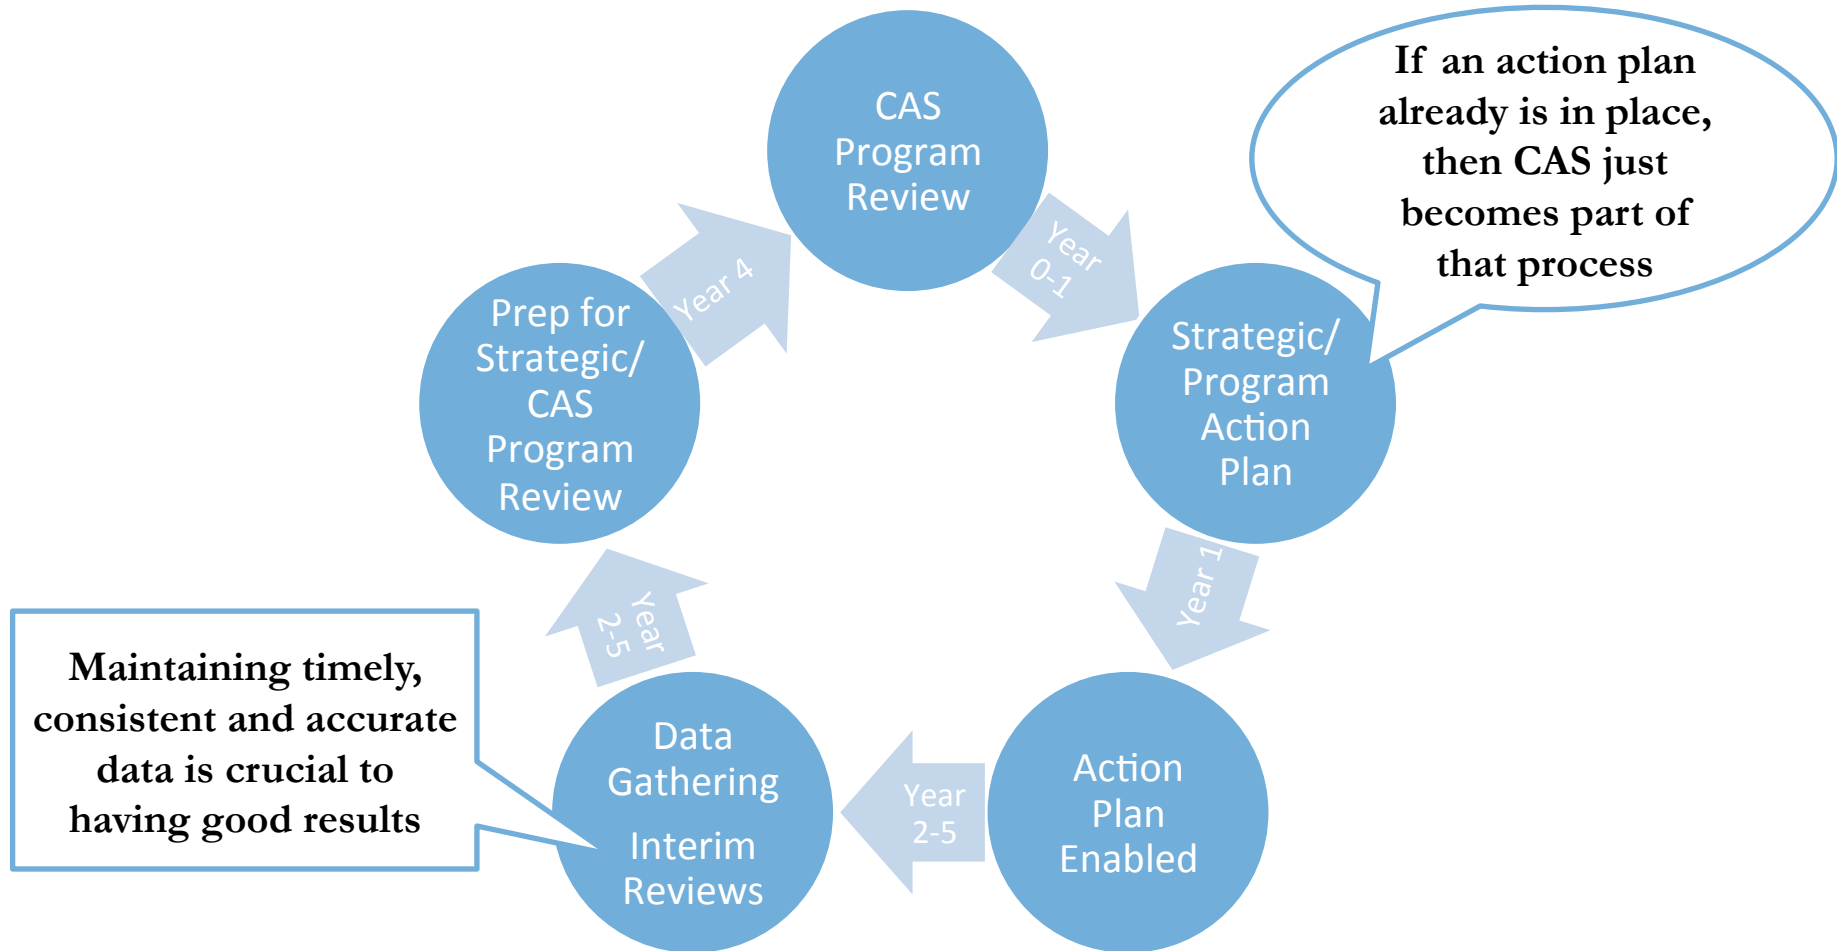 CAS
Program
Review
If an action plan
already is in place,
then CAS just
becomes part of
that process
Year
0-1
Strategic/
Program
Action
Plan
Year 1
Action
Plan
Enabled
Year
2-5
Data
Gathering
Interim
Reviews
Maintaining timely,
consistent and accurate
data is crucial to
having good results
Year
2-5
Prep for
Strategic/
CAS
Program
Review
Year 4